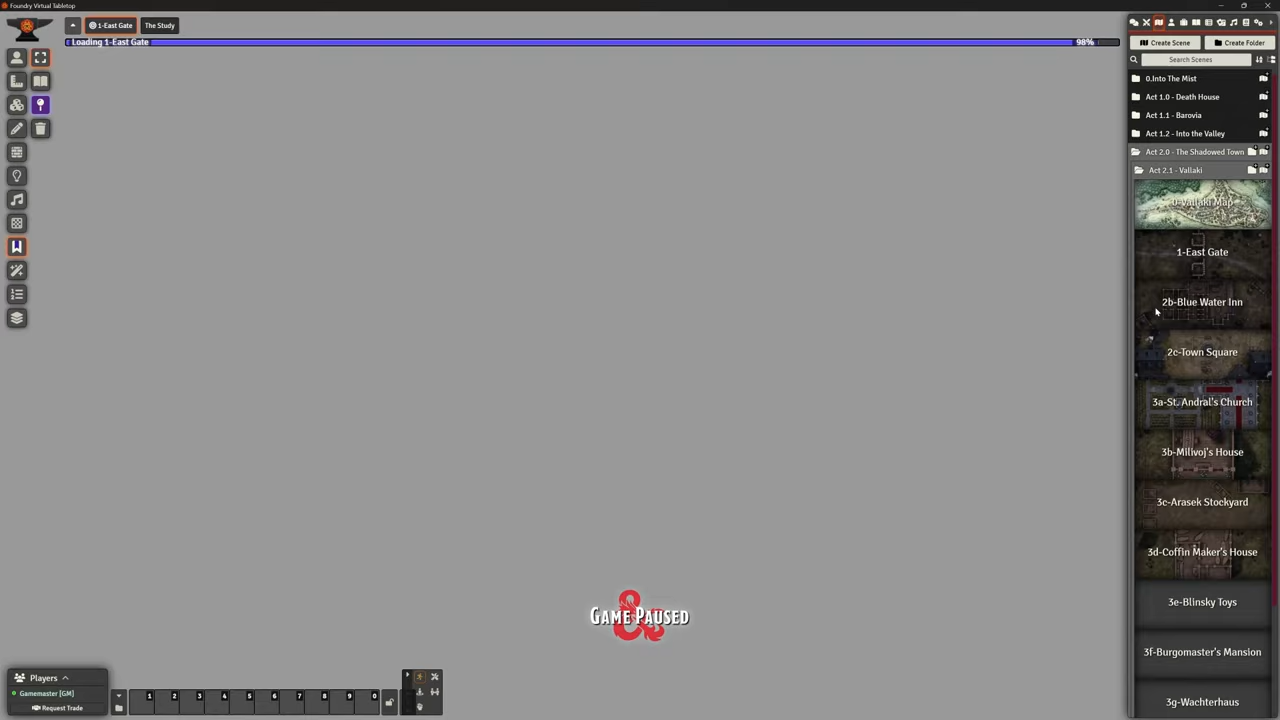 Foundry Virtual Tabletop
1-East Gate
The Study
Loading 1-East Gate
98%
Create Scene
Create Folder
Search Scenes
0.Into The Mist
Act 1.0 - Death House
Act 1.1 - Barovia
Act 1.2 - Into the Valley
Act 2.0 - The Shadowed Town
Act 2.1 - Vallaki
0-Vallaki Map
1-East Gate
2b-Blue Water Inn
2c-Town Square
3a-St. Andral's Church
3b-Milivoj's House
3c-Arasek Stockyard
3d-Coffin Maker's House
3e-Blinsky Toys
3f-Burgomaster's Mansion
3g-Wachterhaus
GAME PAUSED
Players
Gamemaster [GM]
Request Trade
1 2 3 4 5 6 7 8 9 0